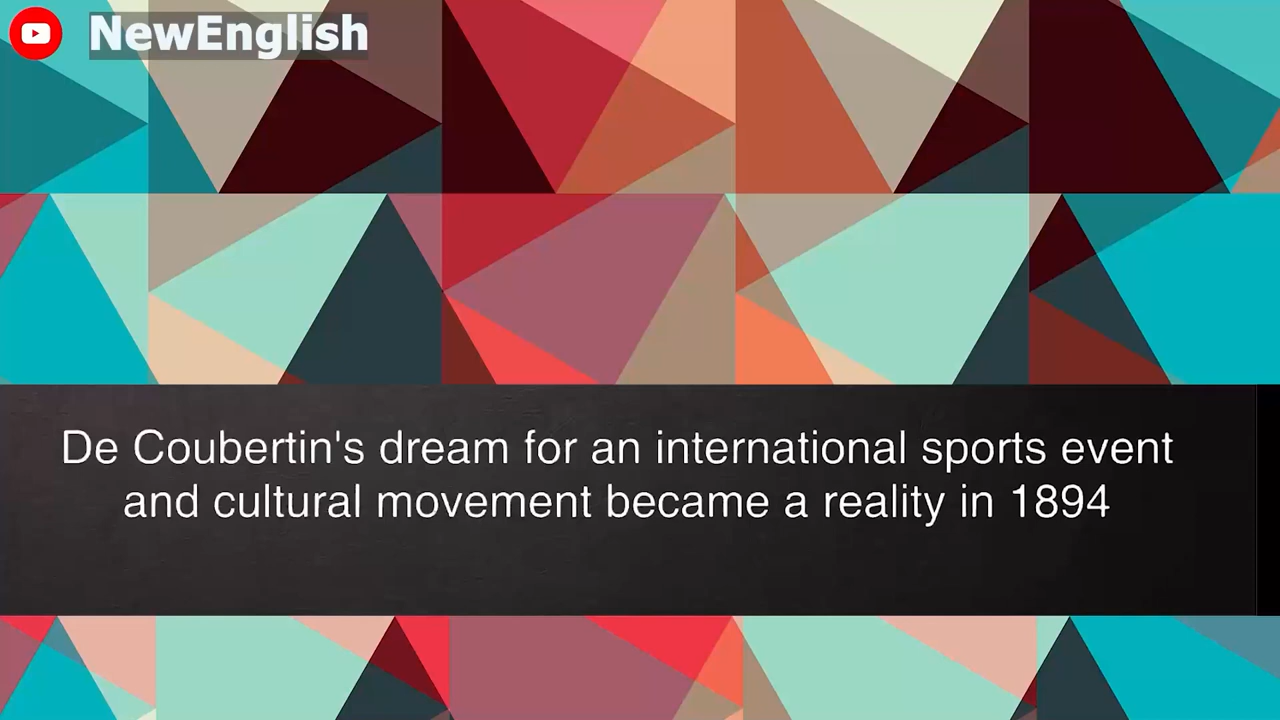 NewEnglish
De Coubertin's dream for an international sports event
and cultural movement became a reality in 1894